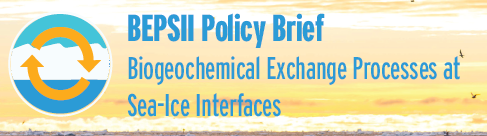 BEPSII Policy Brief
Biogeochemical Exchange Processes at
Sea-Ice Interfaces